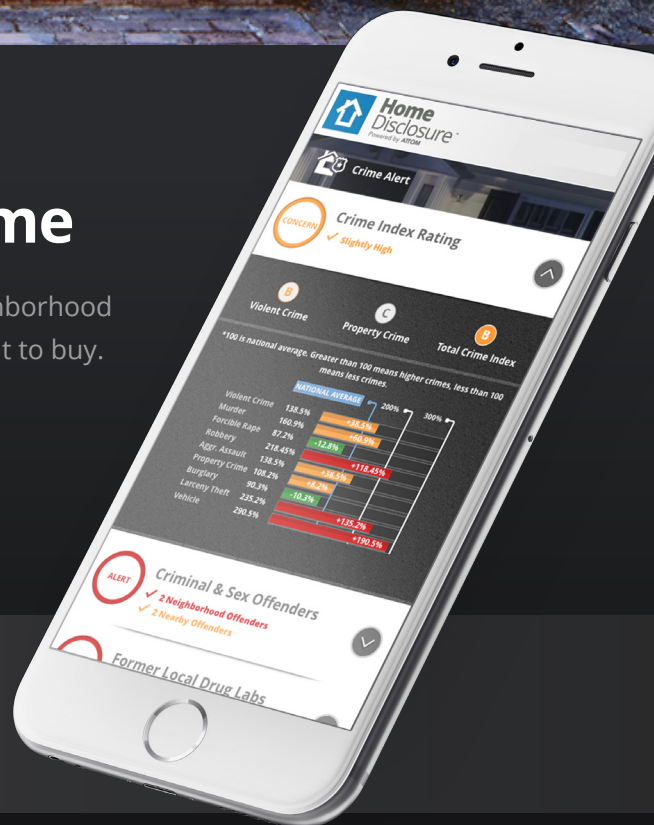 me
nborhood
t to buy.
Home
Disclosure
Powered by ATTOM
Crime Alert
CONCERN
Crime Index Rating
Slightly High
B
Violent Crime
C
Property Crime
B
Total Crime Index
*100 is national average. Greater than 100 means higher crimes, less than 100
means less crimes.
NATIONAL AVERAGE
200%
300%
Violent Crime 138.5% +38.5%
Murder 160.9% +60.9%
Forcible Rape 87.2% -12.8%
Robbery 218.45% +118.45%
Aggr. Assault 138.5% +38.5%
Property Crime 108.2% +8.2%
Burglary 90.3% -10.3%
Larceny Theft 235.2% +135.2%
Vehicle 290.5% +190.5%
ALERT
Criminal & Sex Offenders
2 Neighborhood Offenders
2 Nearby Offenders
Former Local Drug Labs